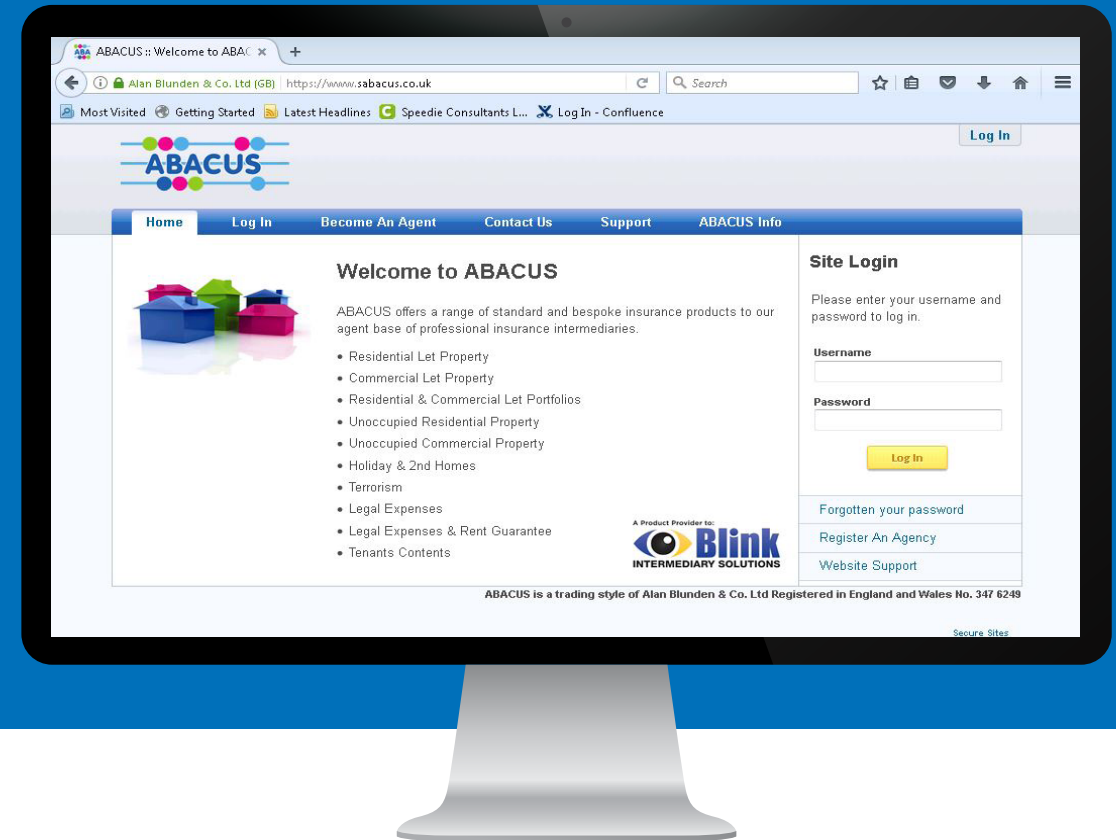 ABA ABACUS :: Welcome to ABAC × +
Alan Blunden & Co. Ltd (GB) https://www.sabacus.co.uk Search
Most Visited Getting Started Latest Headlines Speedie Consultants L... Log In - Confluence
Log In
ABACUS
Home Log In Become An Agent Contact Us Support ABACUS Info
Welcome to ABACUS
ABACUS offers a range of standard and bespoke insurance products to our
agent base of professional insurance intermediaries.
• Residential Let Property
• Commercial Let Property
• Residential & Commercial Let Portfolios
• Unoccupied Residential Property
• Unoccupied Commercial Property
• Holiday & 2nd Homes
• Terrorism
• Legal Expenses
• Legal Expenses & Rent Guarantee
• Tenants Contents
A Product Provider to:
Blink
INTERMEDIARY SOLUTIONS
Site Login
Please enter your username and
password to log in.
Username
Password
Log In
Forgotten your password
Register An Agency
Website Support
ABACUS is a trading style of Alan Blunden & Co. Ltd Registered in England and Wales No. 347 6249
Secure Sites